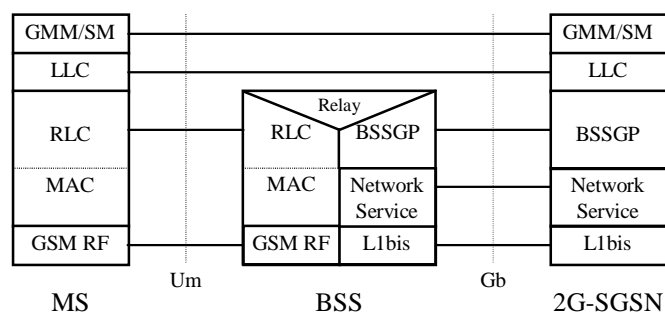 GMM/SM
GMM/SM
LLC
LLC
Relay
RLC
RLC
BSSGP
BSSGP
MAC
MAC
Network
Service
Network
Service
GSM RF
GSM RF
L1bis
L1bis
Um
Gb
MS
BSS
2G-SGSN